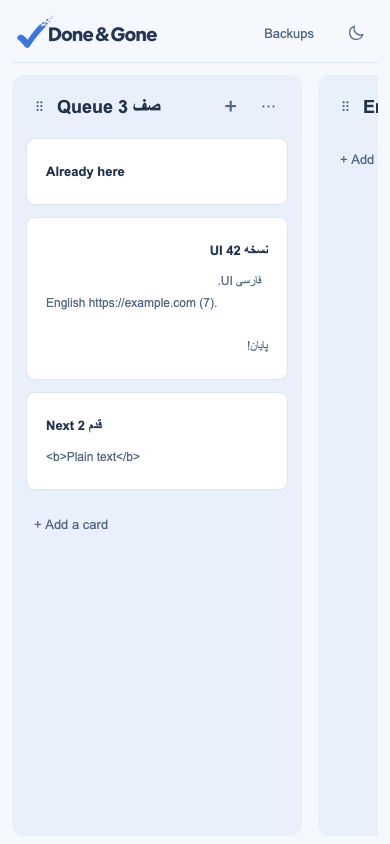 Done & Gone
Backups
Queue 3 صف
Already here
نسخه 42 UI
فارسی UI.
English https://example.com (7).
پایان!
Next 2 قدم
<b>Plain text</b>
+ Add a card
+ Add